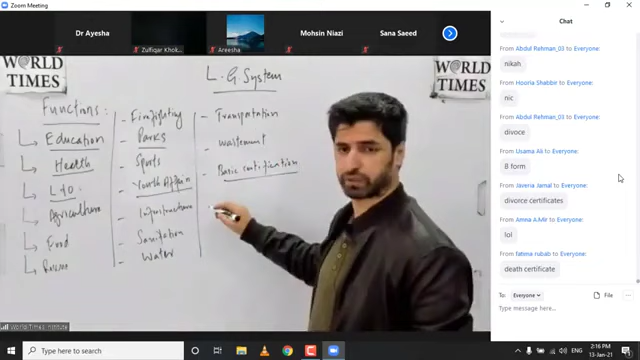 Zoom Meeting
Dr Ayesha
Zulfiqar Khok...
Areesha
Mohsin Niazi
Sana Saeed
WORLD
TIMES
L.G System
WORLD
TIMES
Functions:
Education
Health
L to
Agriculture
Food
Firefighting
Parks
Sports
Youth Affairs
Sanitation
Water
Transportation
Basic certification
World Times Institute
Chat
From Abdul Rehman_03 to Everyone:
nikah
From Hooria Shabbir to Everyone:
nic
From Abdul Rehman_03 to Everyone:
divoce
From Usama Ali to Everyone:
B form
From Javeria Jamal to Everyone:
divorce certificates
From Amna A.Mir to Everyone:
lol
From fatima rubab to Everyone:
death certificate
To: Everyone
File
Type message here...
Type here to search
2:16 PM
13-Jan-21